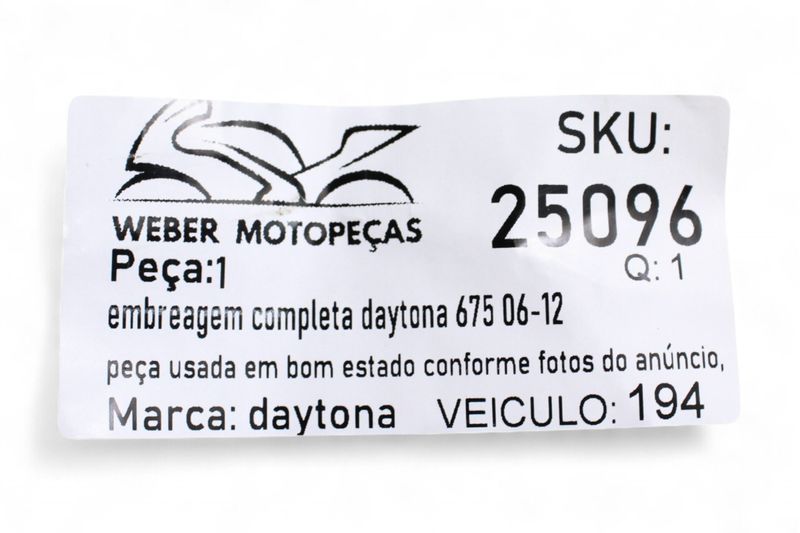 WEBER MOTOPEÇAS
SKU:
25096
Q: 1
Peça:1
embreagem completa daytona 675 06-12
peça usada em bom estado conforme fotos do anúncio,
Marca: daytona VEICULO: 194